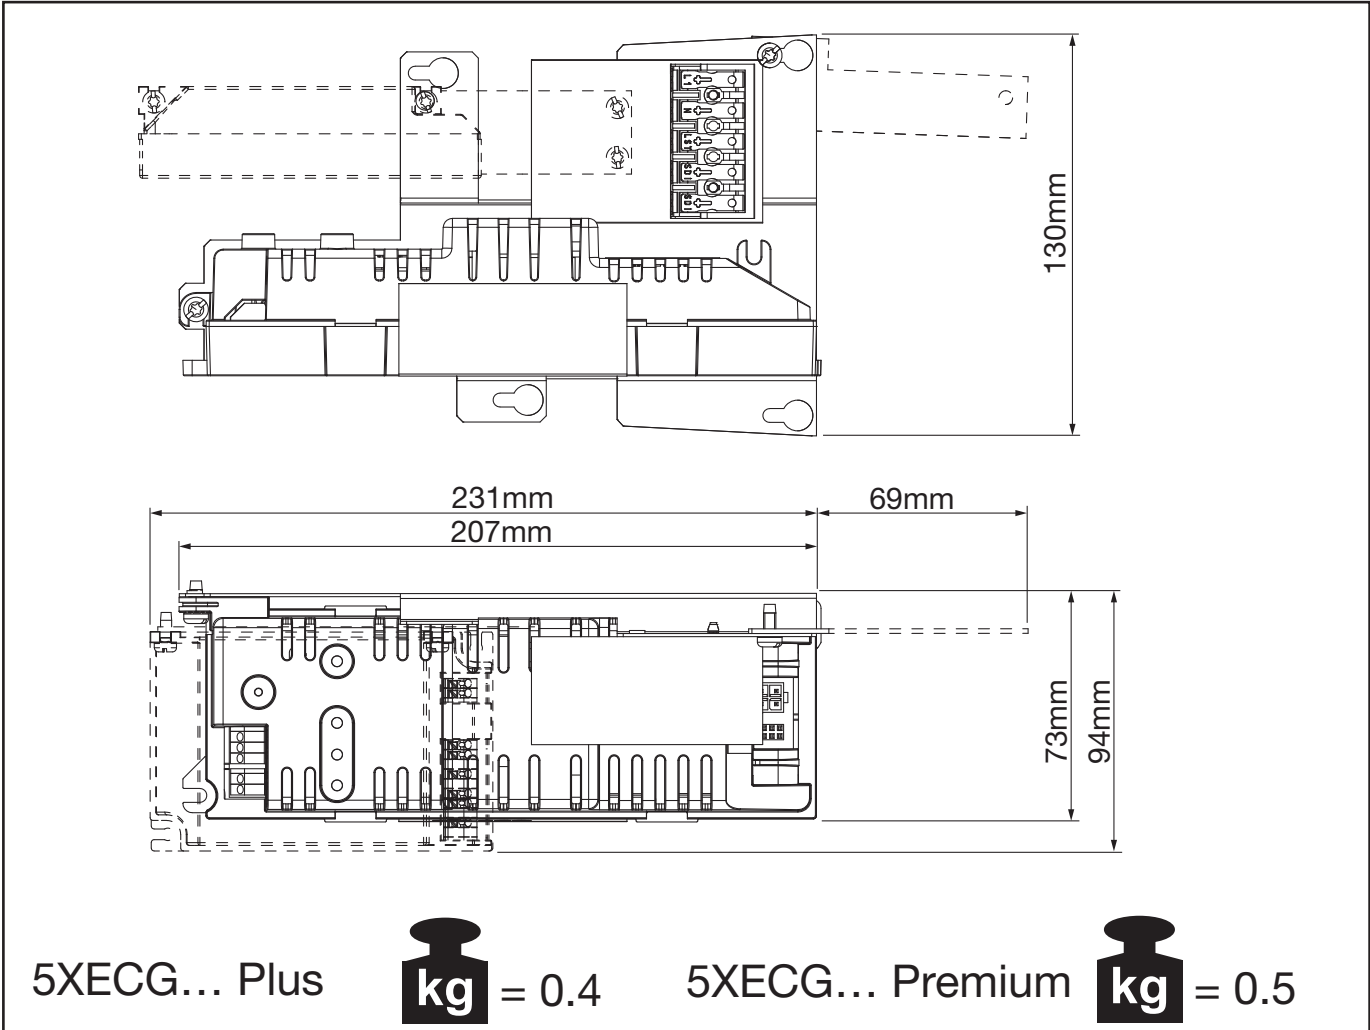 130mm
231mm
69mm
207mm
73mm
94mm
5XECG... Plus
kg = 0.4
5XECG... Premium
kg = 0.5